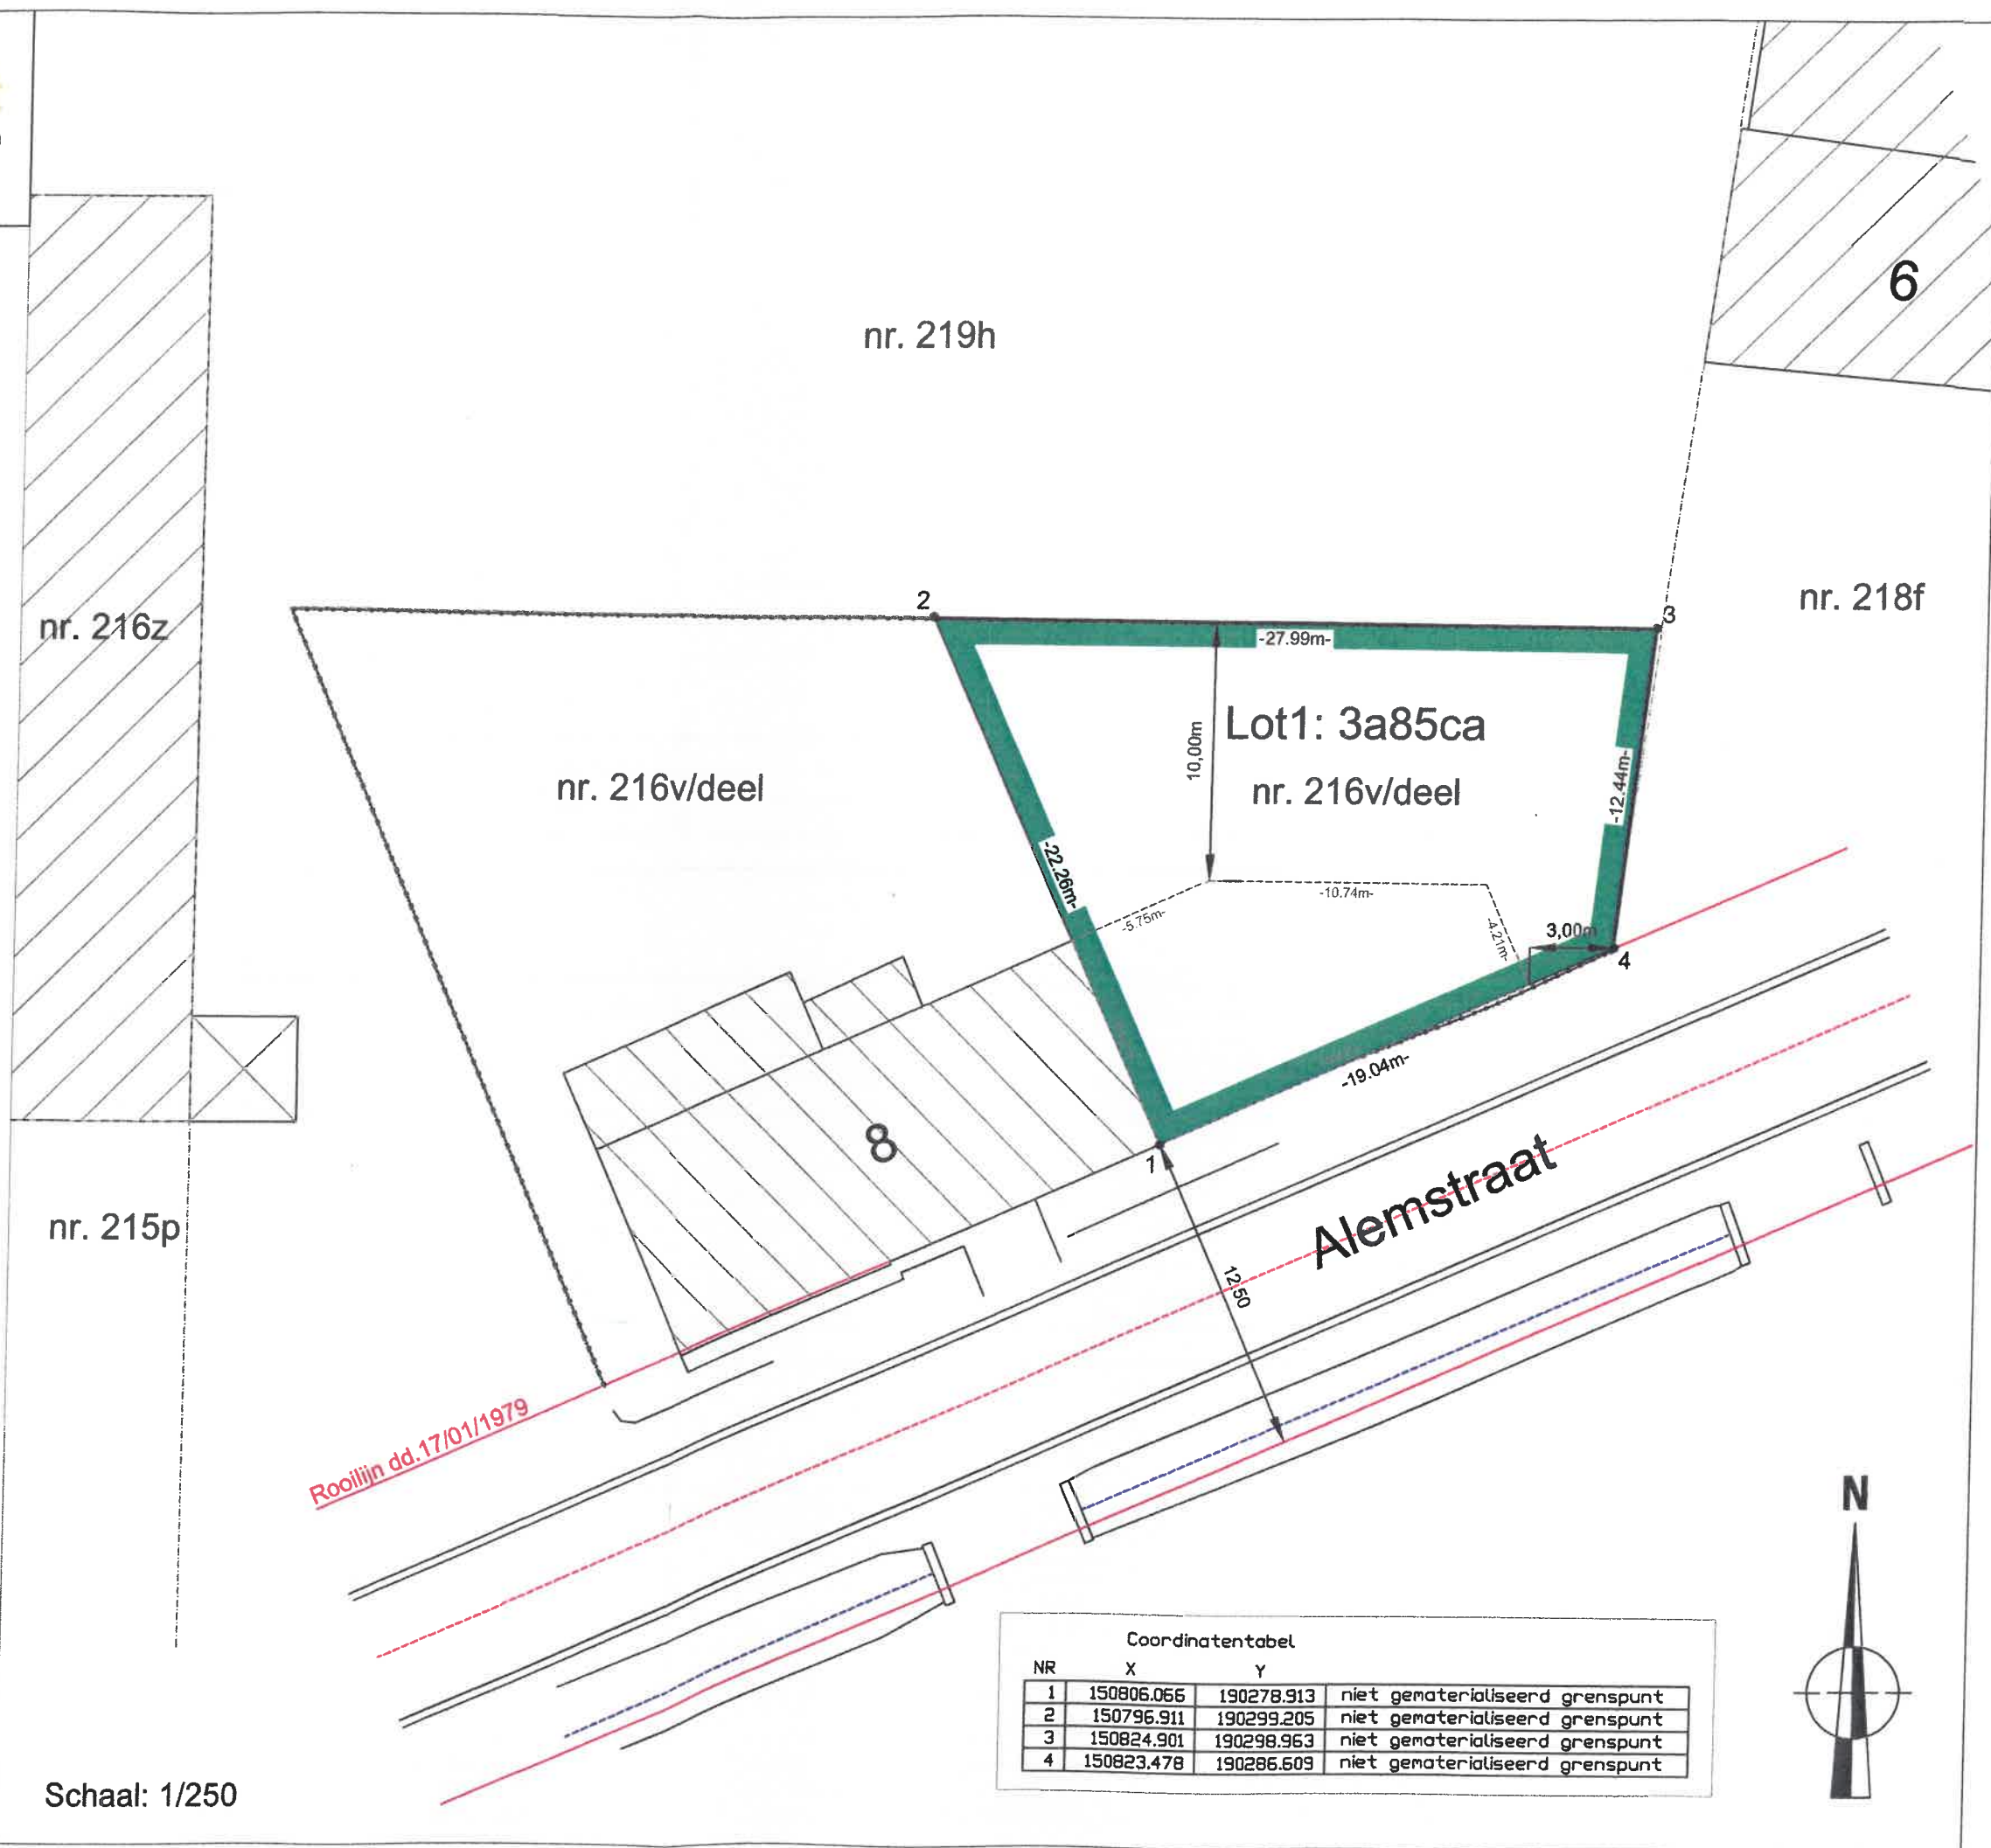 6
nr. 219h
nr. 216z
nr. 218f
2
3
-27.99m-
Lot1: 3a85ca
10,00m
nr. 216v/deel
nr. 216v/deel
-12.44m-
-22.26m-
-10.74m-
-5.75m-
-4.21m-
3,00m
4
-19.04m-
8
1
Alemstraat
nr. 215p
12.50
Rooilijn dd.17/01/1979
N
Coordinatentabel
NR X Y
1 150806.066 190278.913 niet gematerialiseerd grenspunt
2 150796.911 190299.205 niet gematerialiseerd grenspunt
3 150824.901 190298.963 niet gematerialiseerd grenspunt
4 150823.478 190286.609 niet gematerialiseerd grenspunt
Schaal: 1/250